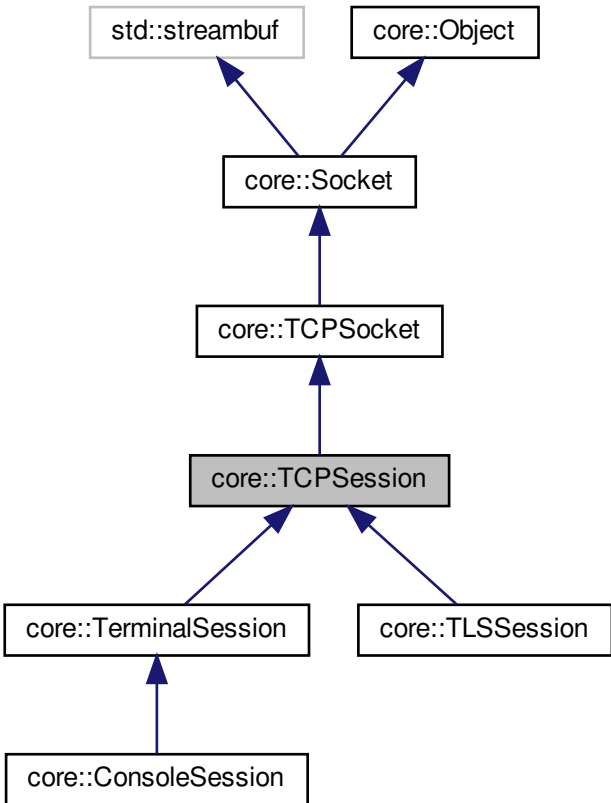 std::streambuf
core::Object
core::Socket
core::TCPSocket
core::TCPSession
core::TerminalSession
core::TLSSession
core::ConsoleSession